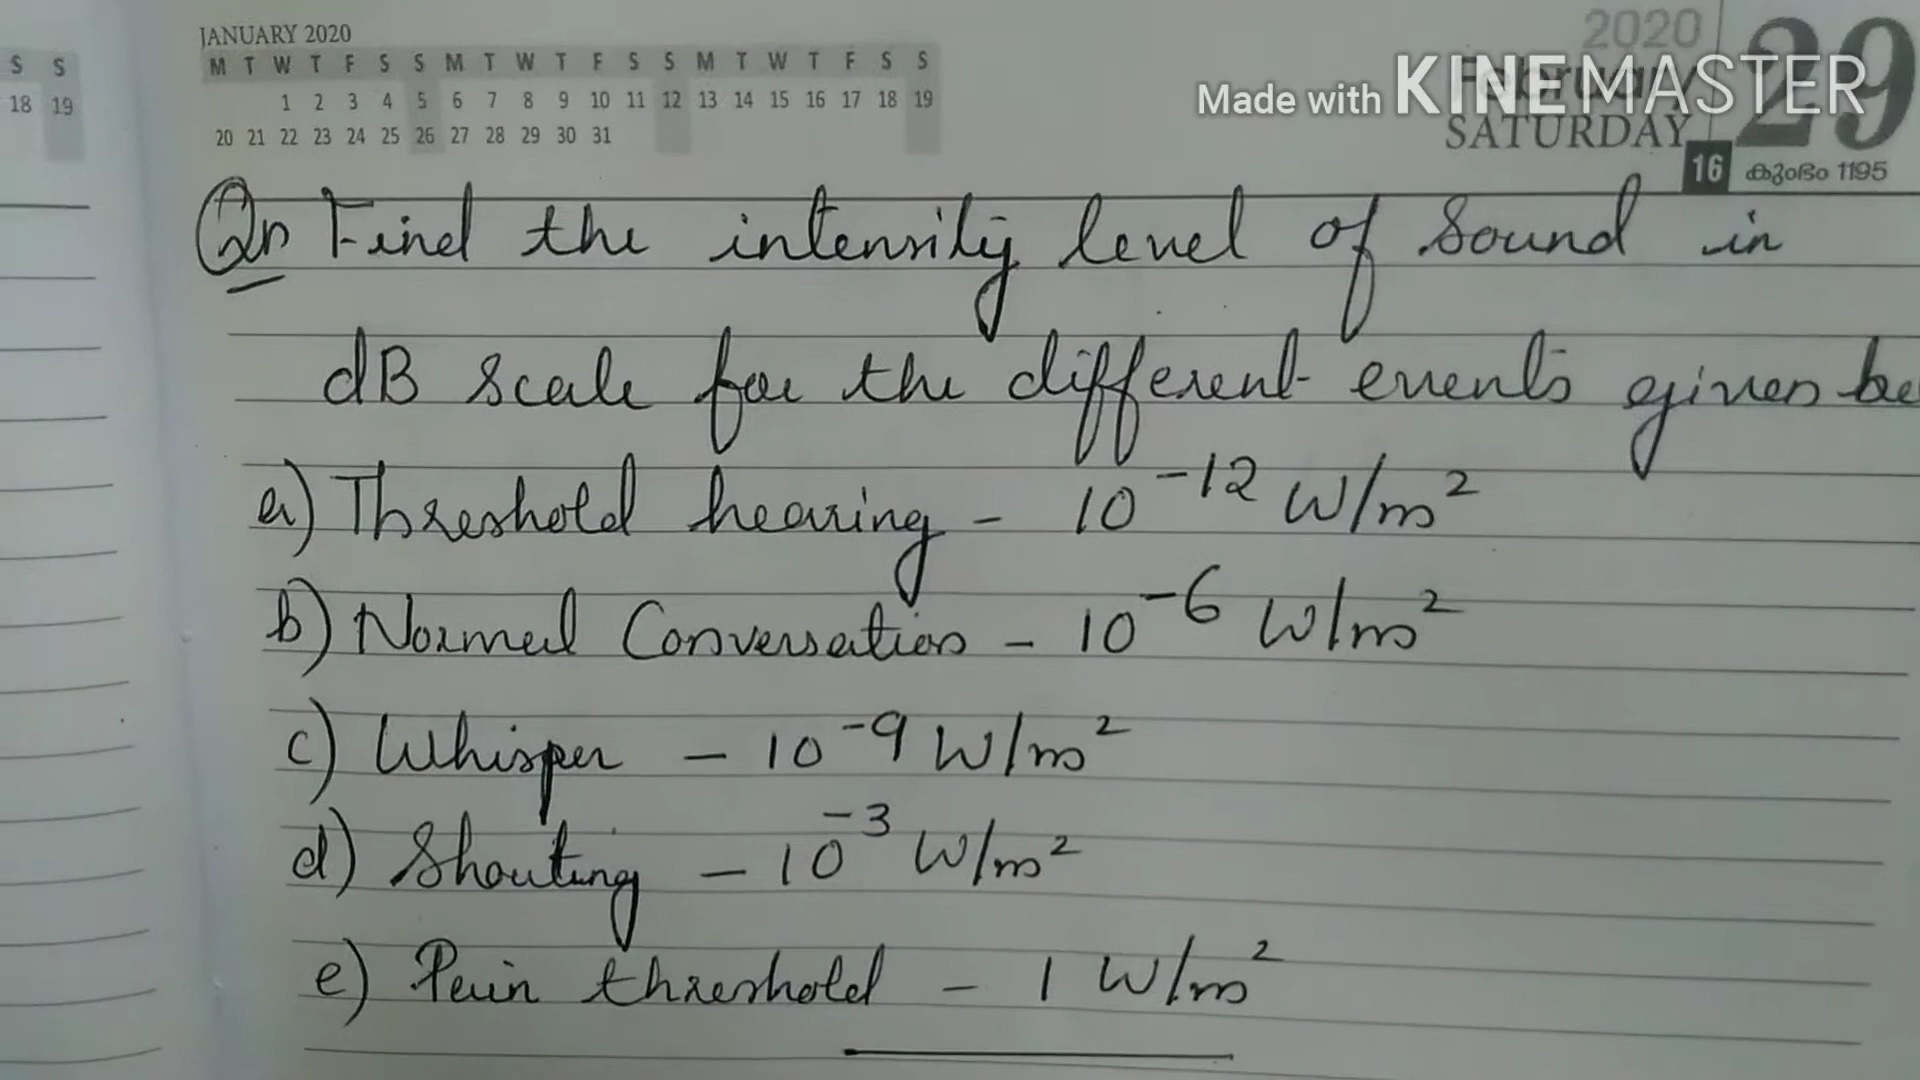 JANUARY 2020
S S
M T W T F S S M T W T F S S M T W T F S S
18 19
1 2 3 4 5 6 7 8 9 10 11 12 13 14 15 16 17 18 19
20 21 22 23 24 25 26 27 28 29 30 31
2020
February
29
SATURDAY
16 കുംഭം 1195
Made with KINEMASTER
Qn Find the intensity level of sound in
dB scale for the different events given be
a) Threshold hearing - 10⁻¹² W/m²
b) Normal Conversation - 10⁻⁶ W/m²
c) Whisper - 10⁻⁹ W/m²
d) Shouting - 10⁻³ W/m²
e) Pain threshold - 1 W/m²